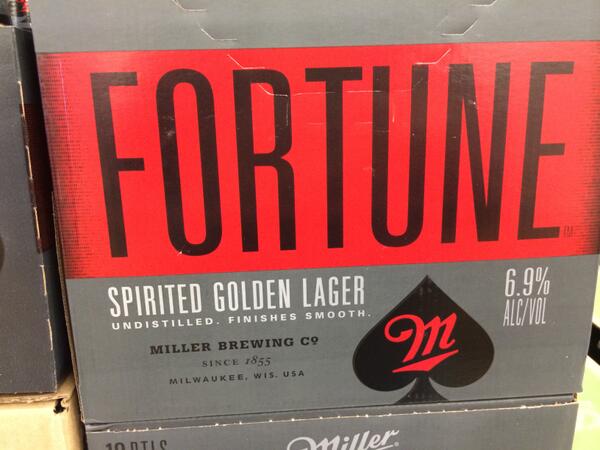 FORTUNE TM
SPIRITED GOLDEN LAGER
UNDISTILLED. FINISHES SMOOTH.
MILLER BREWING CO
SINCE 1855
MILWAUKEE, WIS. USA
M
6.9%
ALC/VOL
Miller®